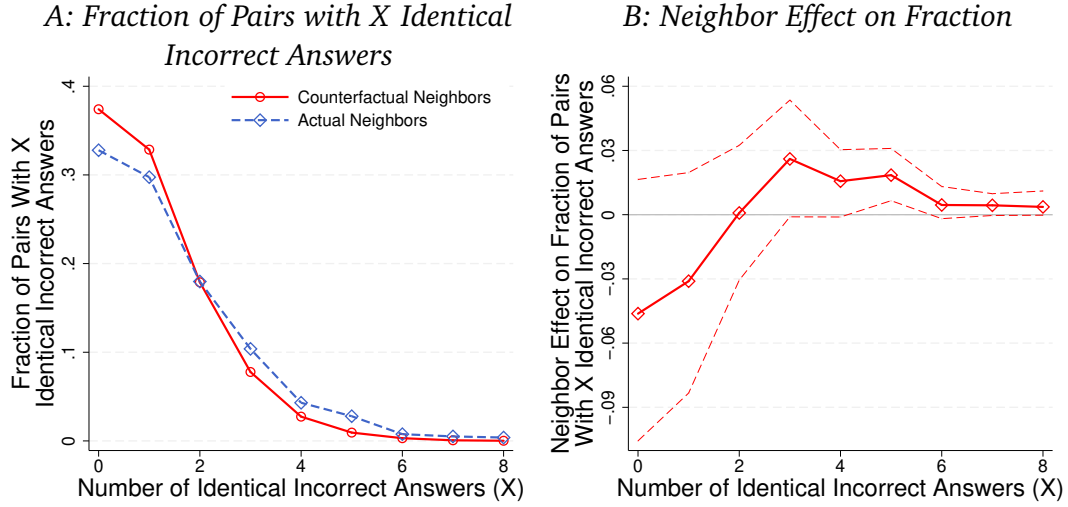 A: Fraction of Pairs with X Identical
Incorrect Answers
Fraction of Pairs With X
Identical Incorrect Answers
.4
.3
.2
.1
0
Counterfactual Neighbors
Actual Neighbors
0 2 4 6 8
Number of Identical Incorrect Answers (X)
B: Neighbor Effect on Fraction
Neighbor Effect on Fraction of Pairs
With X Identical Incorrect Answers
.06
.03
0
-.03
-.06
-.09
0 2 4 6 8
Number of Identical Incorrect Answers (X)